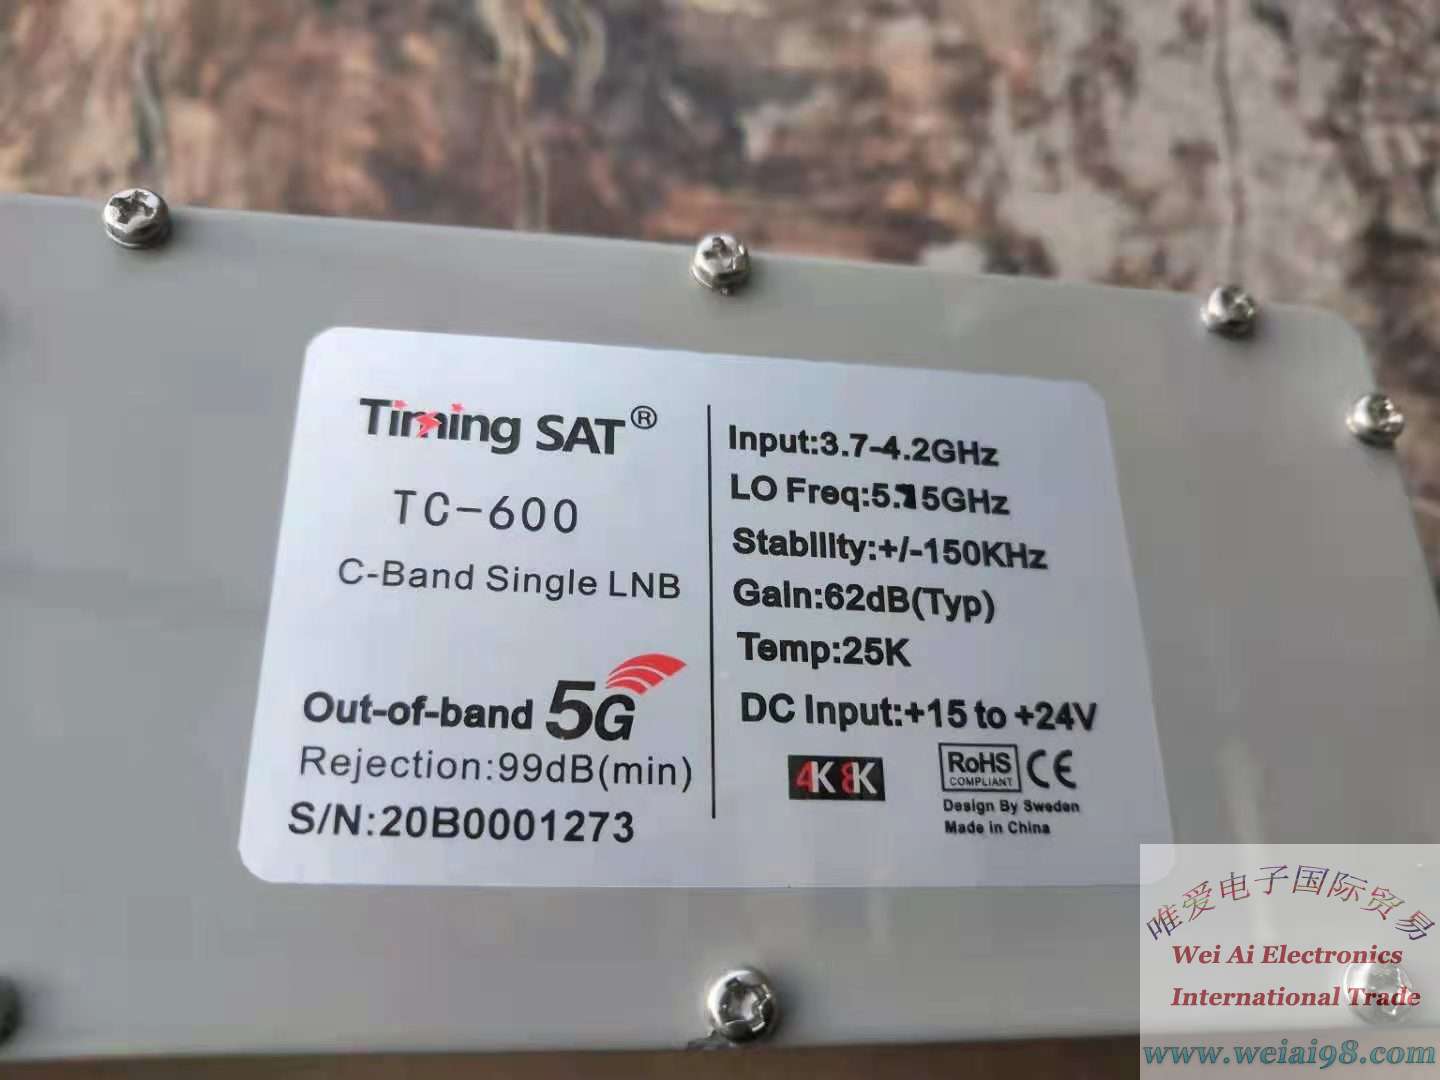 Timing SAT®
TC-600
C-Band Single LNB
Out-of-band 5G
Rejection:99dB(min)
S/N:20B0001273
Input:3.7-4.2GHz
LO Freq:5.15GHz
Stability:+/-150KHz
Gain:62dB(Typ)
Temp:25K
DC Input:+15 to +24V
4K 8K
RoHS
COMPLIANT
CE
Design By Sweden
Made in China
唯爱电子国际贸易
Wei Ai Electronics
International Trade
www.weiai98.com